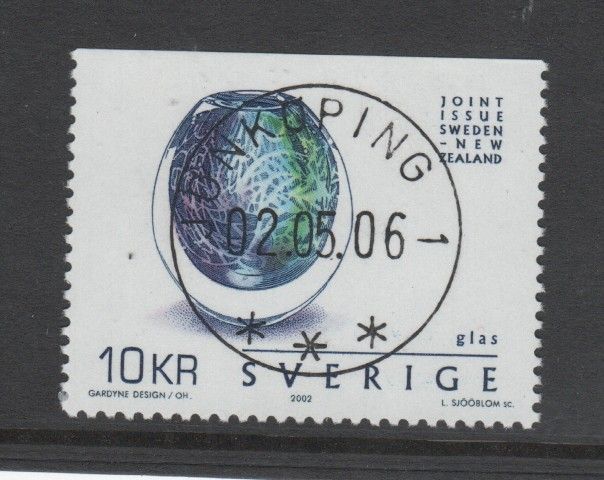 JOINT
ISSUE
SWEDEN
-NEW
ZEALAND
JÖNKÖPING 1
02.05.06
* * *
glas
10KR SVERIGE
GARDYNE DESIGN / OH. 2002 L. SJÖÖBLOM SC.